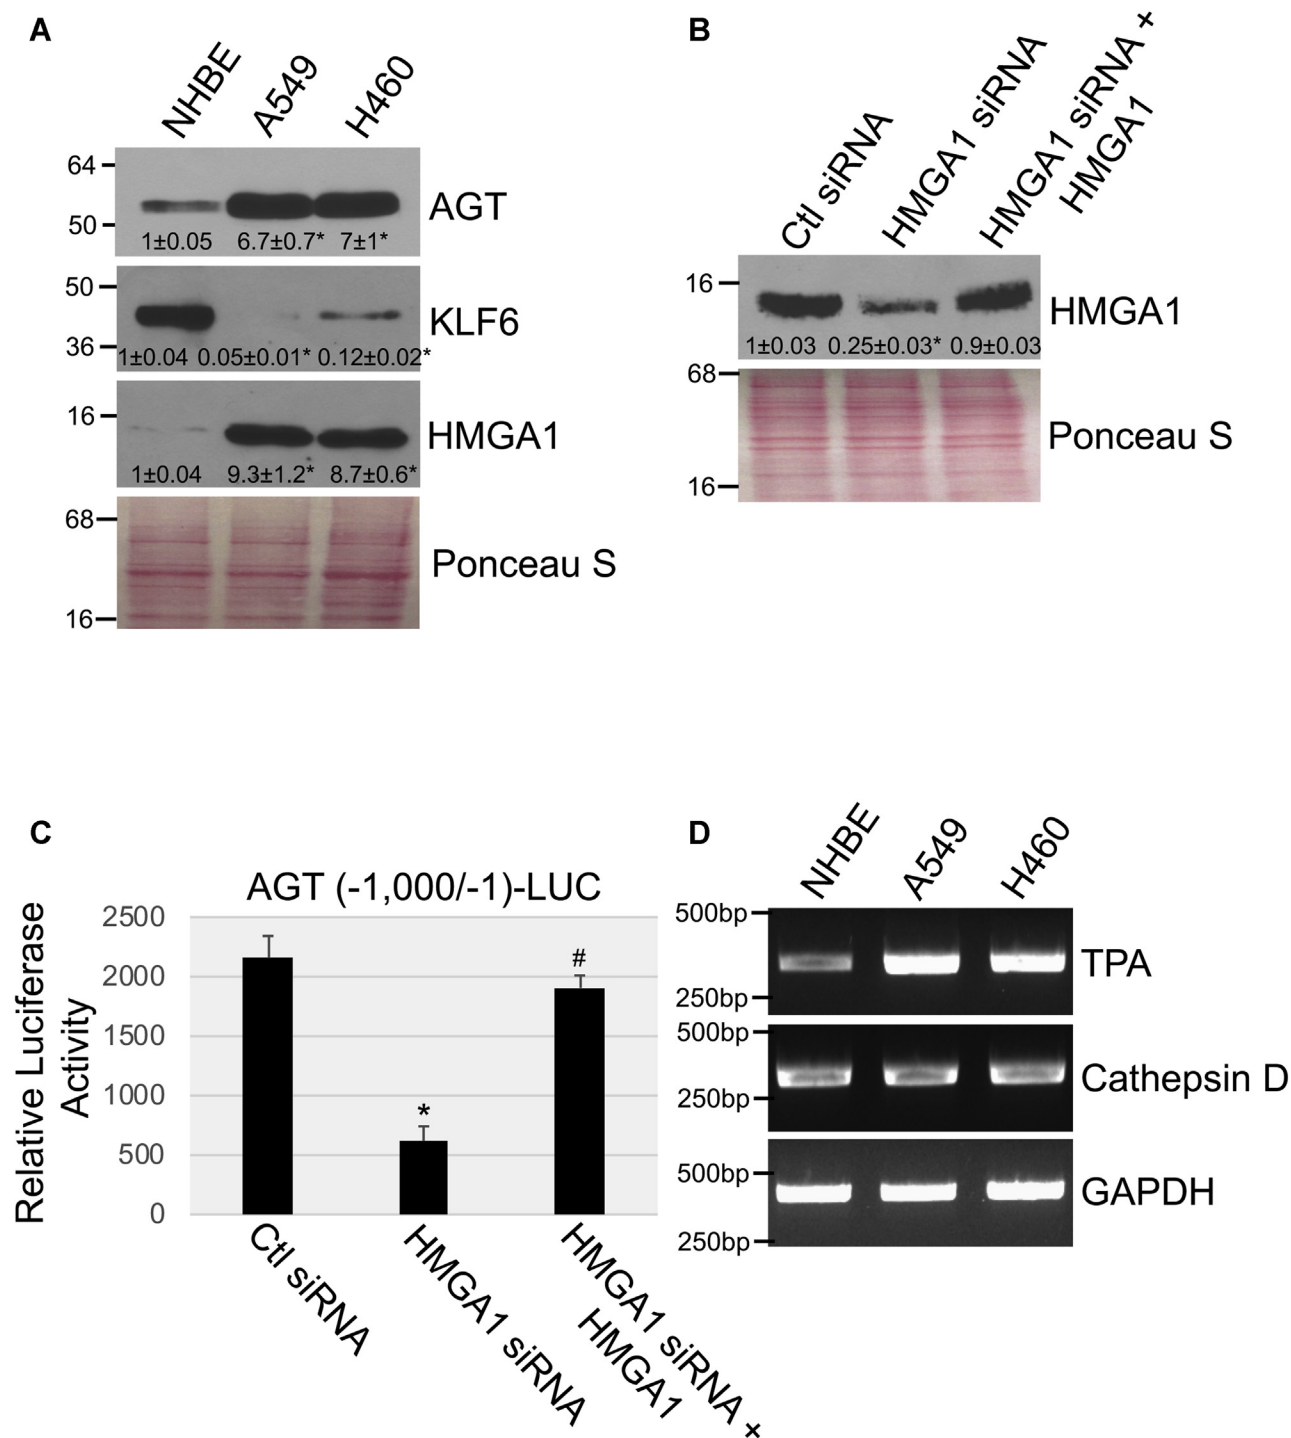 A
NHBE
A549
H460
64
50
AGT
1±0.05 6.7±0.7* 7±1*
50
36
KLF6
1±0.04 0.05±0.01* 0.12±0.02*
16
HMGA1
1±0.04 9.3±1.2* 8.7±0.6*
68
16
Ponceau S
B
Ctl siRNA
HMGA1 siRNA
HMGA1 siRNA +
HMGA1
16
HMGA1
1±0.03 0.25±0.03* 0.9±0.03
68
16
Ponceau S
C
AGT (-1,000/-1)-LUC
Relative Luciferase
Activity
2500
2000
1500
1000
500
0
*
#
Ctl siRNA
HMGA1 siRNA
HMGA1 siRNA +
HMGA1
D
NHBE
A549
H460
500bp
250bp
TPA
500bp
250bp
Cathepsin D
500bp
250bp
GAPDH